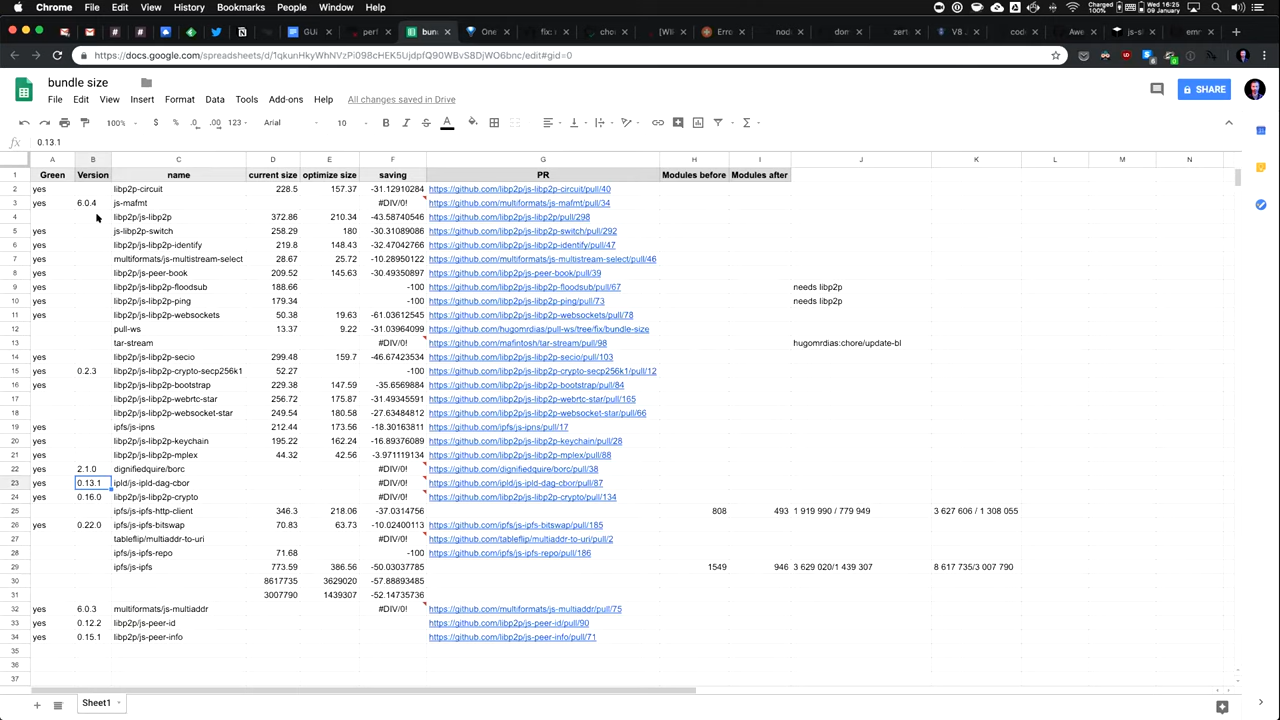 Chrome File Edit View History Bookmarks People Window Help Charged 100% Wed 16:25 09 January
GUi per bun One fix: cho [WI Erro node dom zert V8 cod Awe js-s emr
https://docs.google.com/spreadsheets/d/
bundle size
File Edit View Insert Format Data Tools Add-ons Help All changes saved in Drive
SHARE
100% $ % .0 .00 123 Arial 10
fx 0.13.1
A B C D E F G H I J K L M N
1 Green Version name current size optimize size saving PR Modules before Modules after
2 yes libp2p-circuit 228.5 157.37 -31.12910284 https://github.com/libp2p/js-libp2p-circuit/pull/40
3 yes 6.0.4 js-mafmt #DIV/0! https://github.com/multiformats/js-mafmt/pull/34
4 libp2p/js-libp2p 372.86 210.34 -43.58740546 https://github.com/libp2p/js-libp2p/pull/298
5 yes js-libp2p-switch 258.29 180 -30.31089086 https://github.com/libp2p/js-libp2p-switch/pull/292
6 yes libp2p/js-libp2p-identify 219.8 148.43 -32.47042766 https://github.com/libp2p/js-libp2p-identify/pull/47
7 yes multiformats/js-multistream-select 28.67 25.72 -10.28950122 https://github.com/multiformats/js-multistream-select/pull/46
8 yes libp2p/js-peer-book 209.52 145.63 -30.49350897 https://github.com/libp2p/js-peer-book/pull/39
9 yes libp2p/js-libp2p-floodsub 188.66 -100 https://github.com/libp2p/js-libp2p-floodsub/pull/67 needs libp2p
10 yes libp2p/js-libp2p-ping 179.34 -100 https://github.com/libp2p/js-libp2p-ping/pull/73 needs libp2p
11 yes libp2p/js-libp2p-websockets 50.38 19.63 -61.03612545 https://github.com/libp2p/js-libp2p-websockets/pull/78
12 pull-ws 13.37 9.22 -31.03964099 https://github.com/hugomrdias/pull-ws/tree/fix/bundle-size
13 tar-stream #DIV/0! https://github.com/mafintosh/tar-stream/pull/98 hugomrdias:chore/update-bl
14 yes libp2p/js-libp2p-secio 299.48 159.7 -46.67423534 https://github.com/libp2p/js-libp2p-secio/pull/103
15 yes 0.2.3 libp2p/js-libp2p-crypto-secp256k1 52.27 -100 https://github.com/libp2p/js-libp2p-crypto-secp256k1/pull/12
16 yes libp2p/js-libp2p-bootstrap 229.38 147.59 -35.6569884 https://github.com/libp2p/js-libp2p-bootstrap/pull/84
17 libp2p/js-libp2p-webrtc-star 256.72 175.87 -31.49345591 https://github.com/libp2p/js-libp2p-webrtc-star/pull/165
18 libp2p/js-libp2p-websocket-star 249.54 180.58 -27.63484812 https://github.com/libp2p/js-libp2p-websocket-star/pull/66
19 yes ipfs/js-ipns 212.44 173.56 -18.30163811 https://github.com/ipfs/js-ipns/pull/17
20 yes libp2p/js-libp2p-keychain 195.22 162.24 -16.89376089 https://github.com/libp2p/js-libp2p-keychain/pull/28
21 yes libp2p/js-libp2p-mplex 44.32 42.56 -3.971119134 https://github.com/libp2p/js-libp2p-mplex/pull/88
22 yes 2.1.0 dignifiedquire/borc #DIV/0! https://github.com/dignifiedquire/borc/pull/38
23 yes 0.13.1 ipld/js-ipld-dag-cbor #DIV/0! https://github.com/ipld/js-ipld-dag-cbor/pull/87
24 yes 0.16.0 libp2p/js-libp2p-crypto #DIV/0! https://github.com/libp2p/js-libp2p-crypto/pull/134
25 ipfs/js-ipfs-http-client 346.3 218.06 -37.0314756 808 493 1 919 990 / 779 949 3 627 606 / 1 308 055
26 yes 0.22.0 ipfs/js-ipfs-bitswap 70.83 63.73 -10.02400113 https://github.com/ipfs/js-ipfs-bitswap/pull/185
27 tableflip/multiaddr-to-uri #DIV/0! https://github.com/tableflip/multiaddr-to-uri/pull/2
28 ipfs/js-ipfs-repo 71.68 -100 https://github.com/ipfs/js-ipfs-repo/pull/186
29 ipfs/js-ipfs 773.59 386.56 -50.03037785 1549 946 3 629 020/1 439 307 8 617 735/3 007 790
30 8617735 3629020 -57.88893485
31 3007790 1439307 -52.14735736
32 yes 6.0.3 multiformats/js-multiaddr #DIV/0! https://github.com/multiformats/js-multiaddr/pull/75
33 yes 0.12.2 libp2p/js-peer-id https://github.com/libp2p/js-peer-id/pull/90
34 yes 0.15.1 libp2p/js-peer-info https://github.com/libp2p/js-peer-info/pull/71
35
36
37
Sheet1